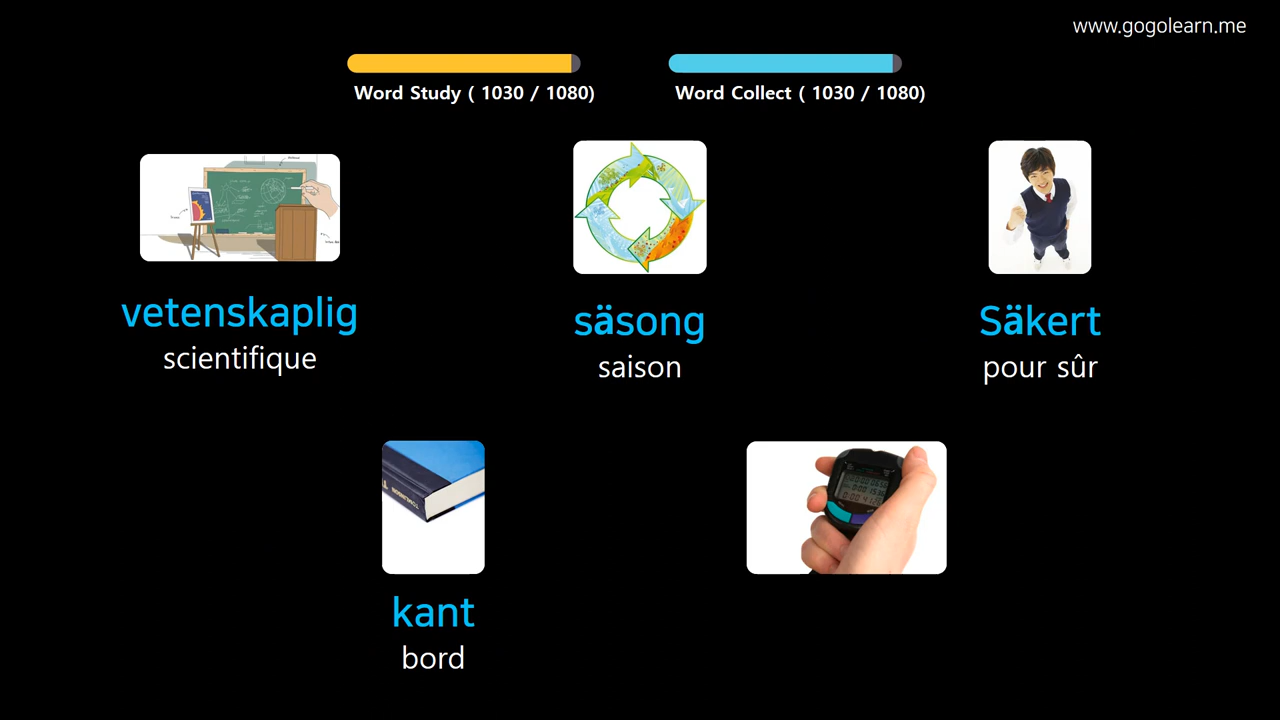 www.gogolearn.me
Word Study ( 1030 / 1080)
Word Collect ( 1030 / 1080)
vetenskaplig
scientifique
säsong
saison
Säkert
pour sûr
TOMLINSON
kant
bord